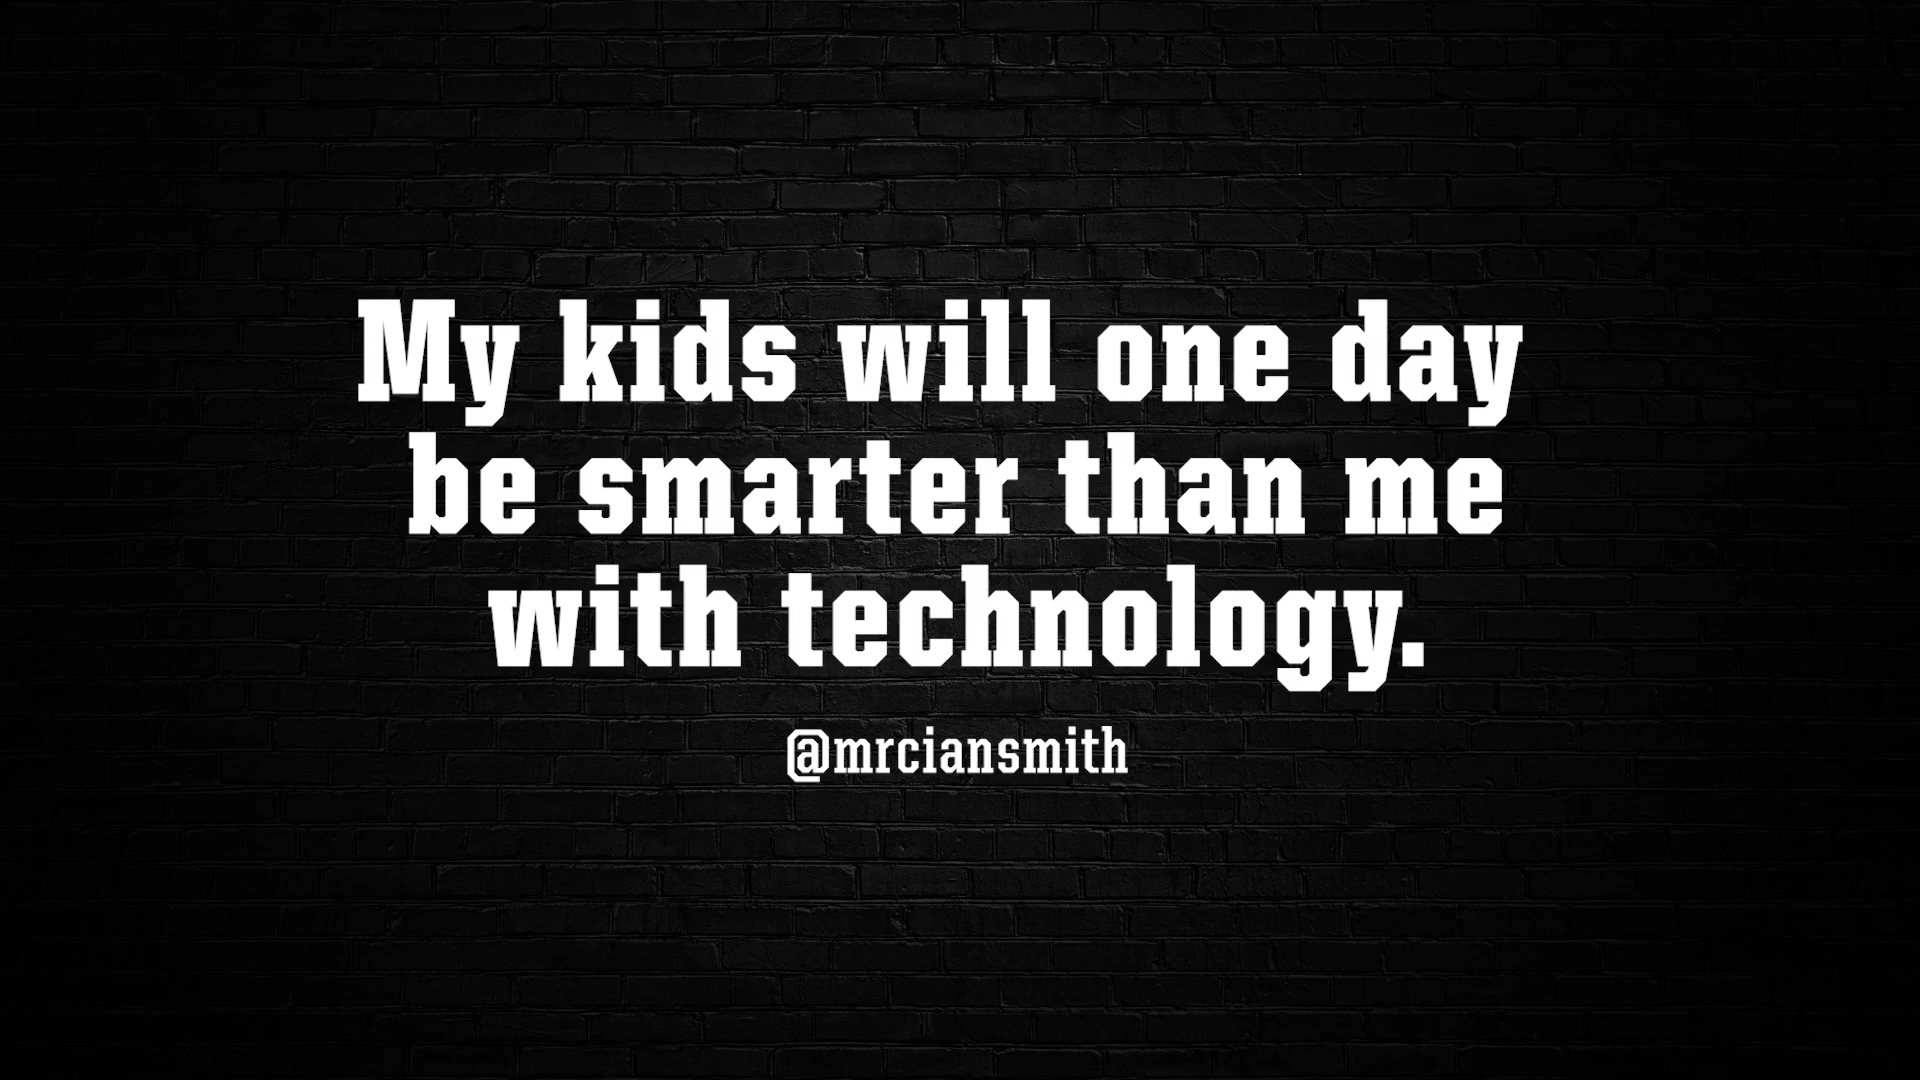 My kids will one day
be smarter than me
with technology.
@mrciansmith